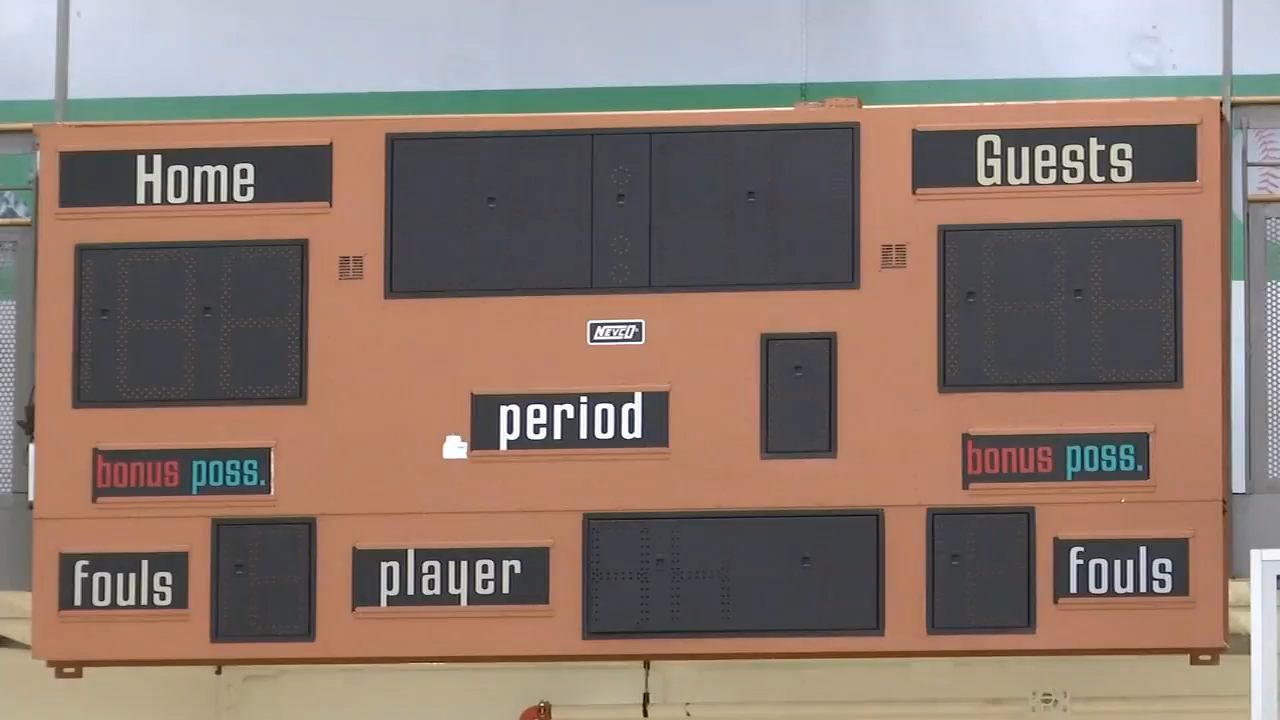 Home
Guests
NEVCO
period
bonus poss.
bonus poss.
fouls
player
fouls